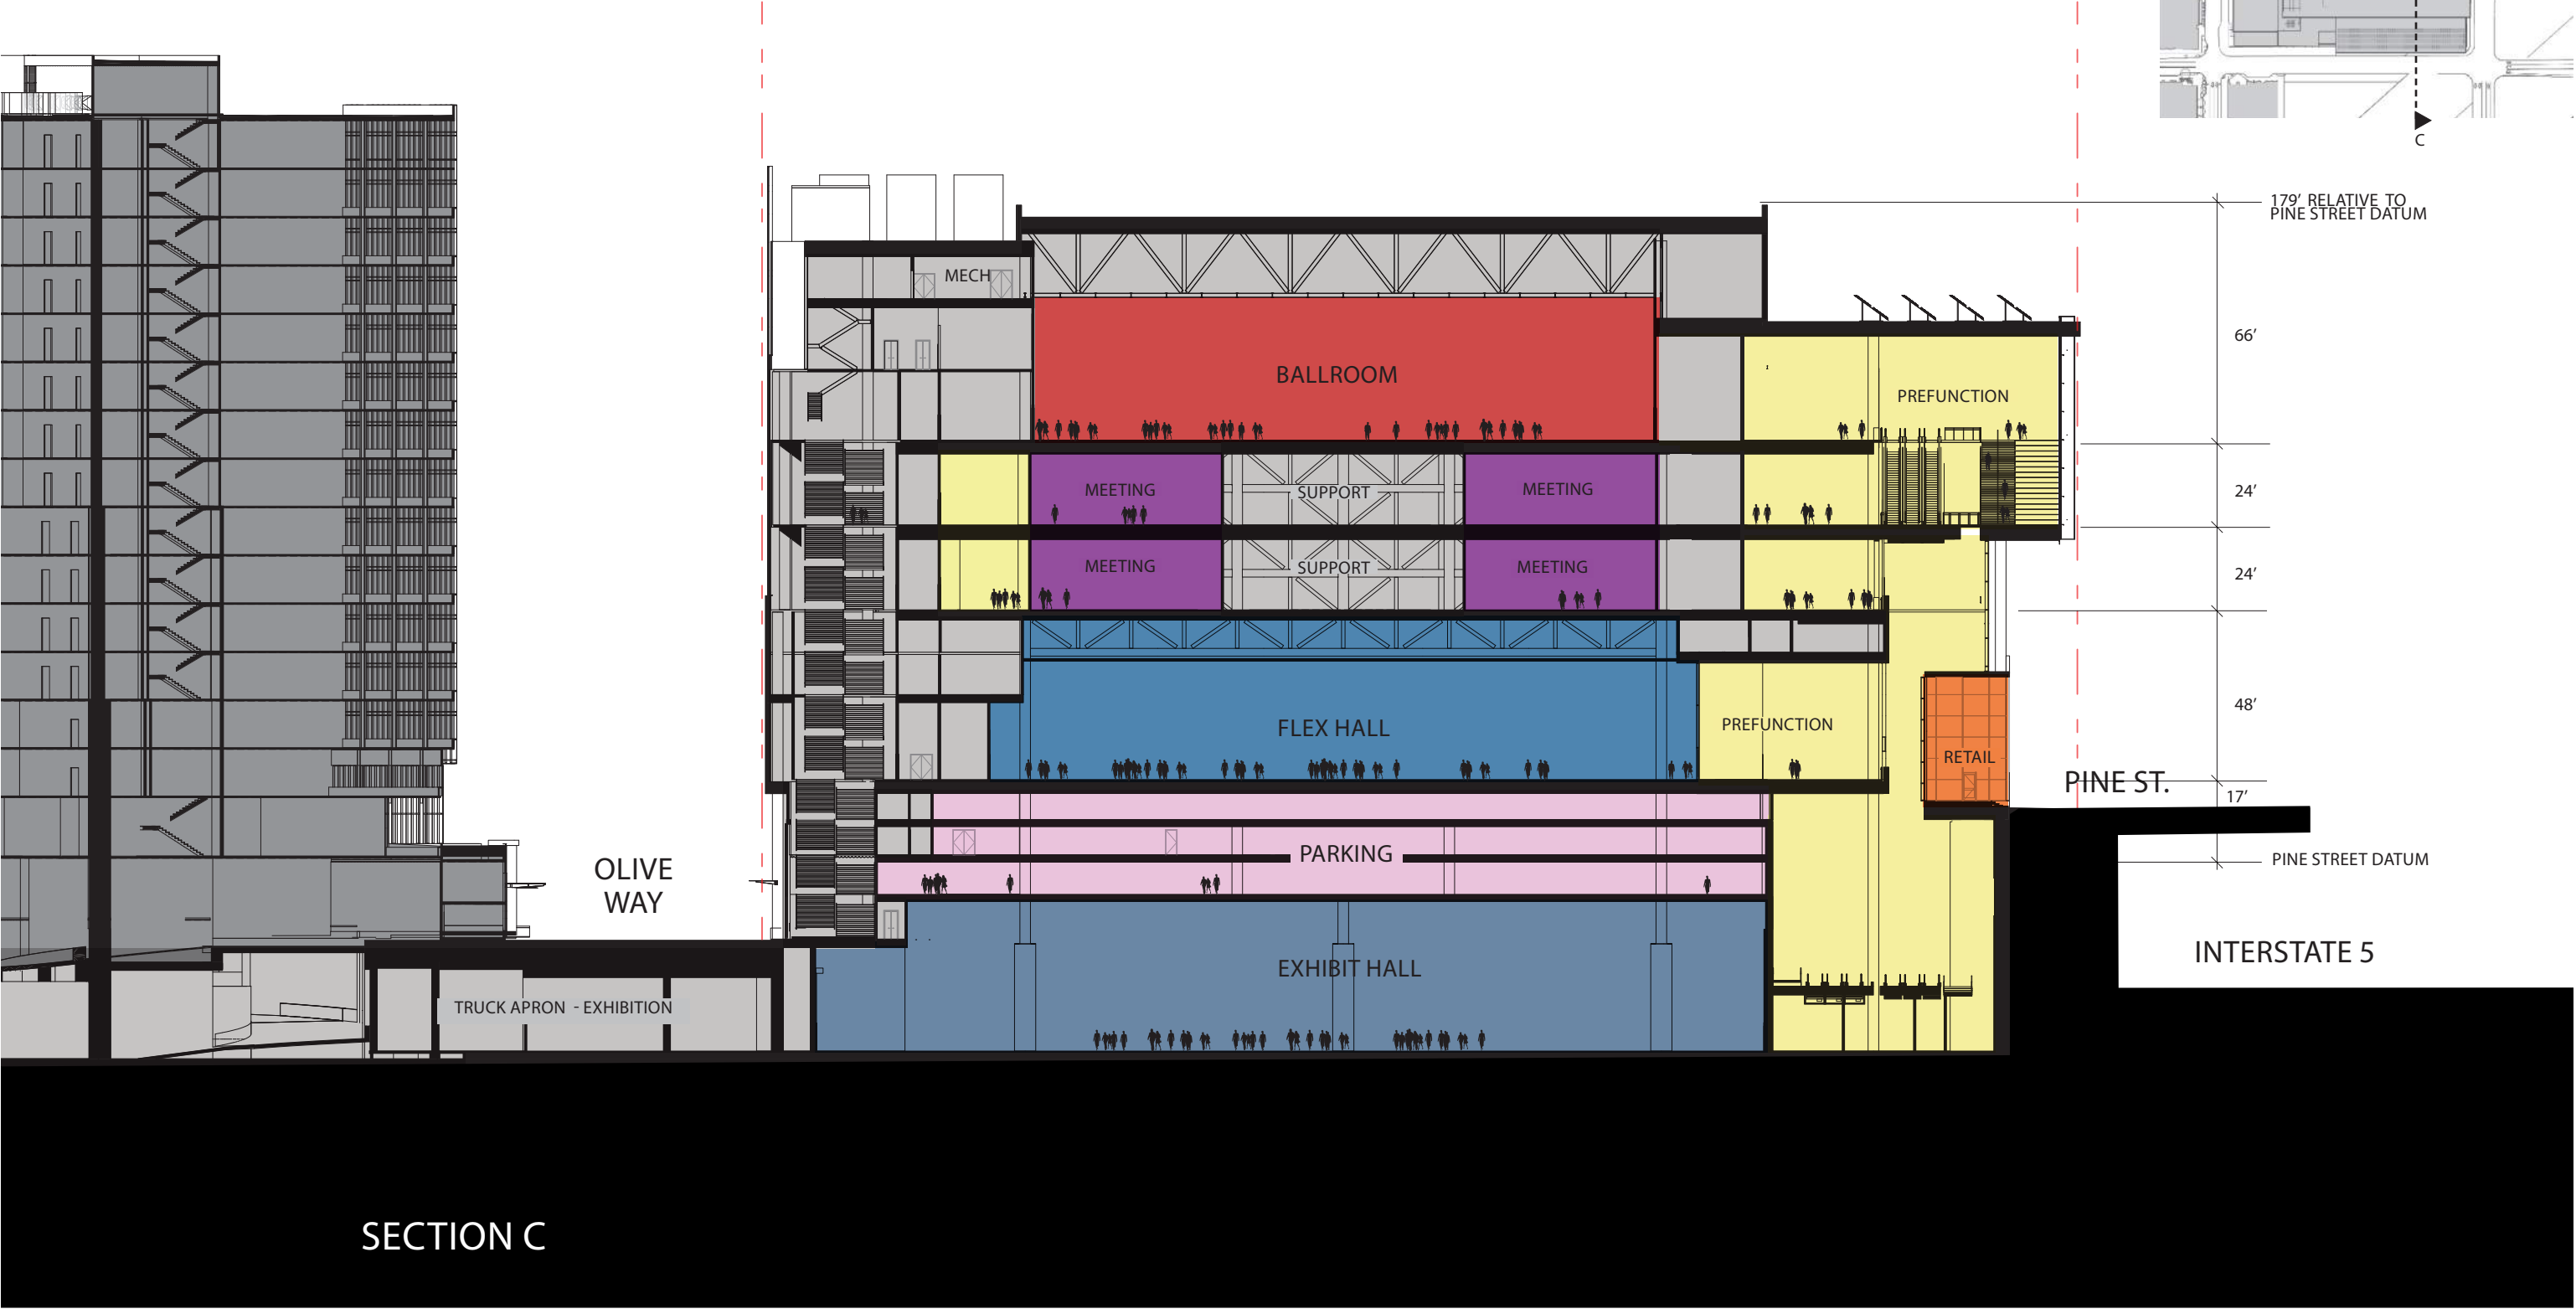 C
179' RELATIVE TO
PINE STREET DATUM
MECH
66'
BALLROOM
PREFUNCTION
MEETING
SUPPORT
MEETING
24'
MEETING
SUPPORT
MEETING
24'
FLEX HALL
PREFUNCTION
48'
RETAIL
PINE ST.
17'
PARKING
PINE STREET DATUM
OLIVE
WAY
INTERSTATE 5
EXHIBIT HALL
TRUCK APRON - EXHIBITION
SECTION C